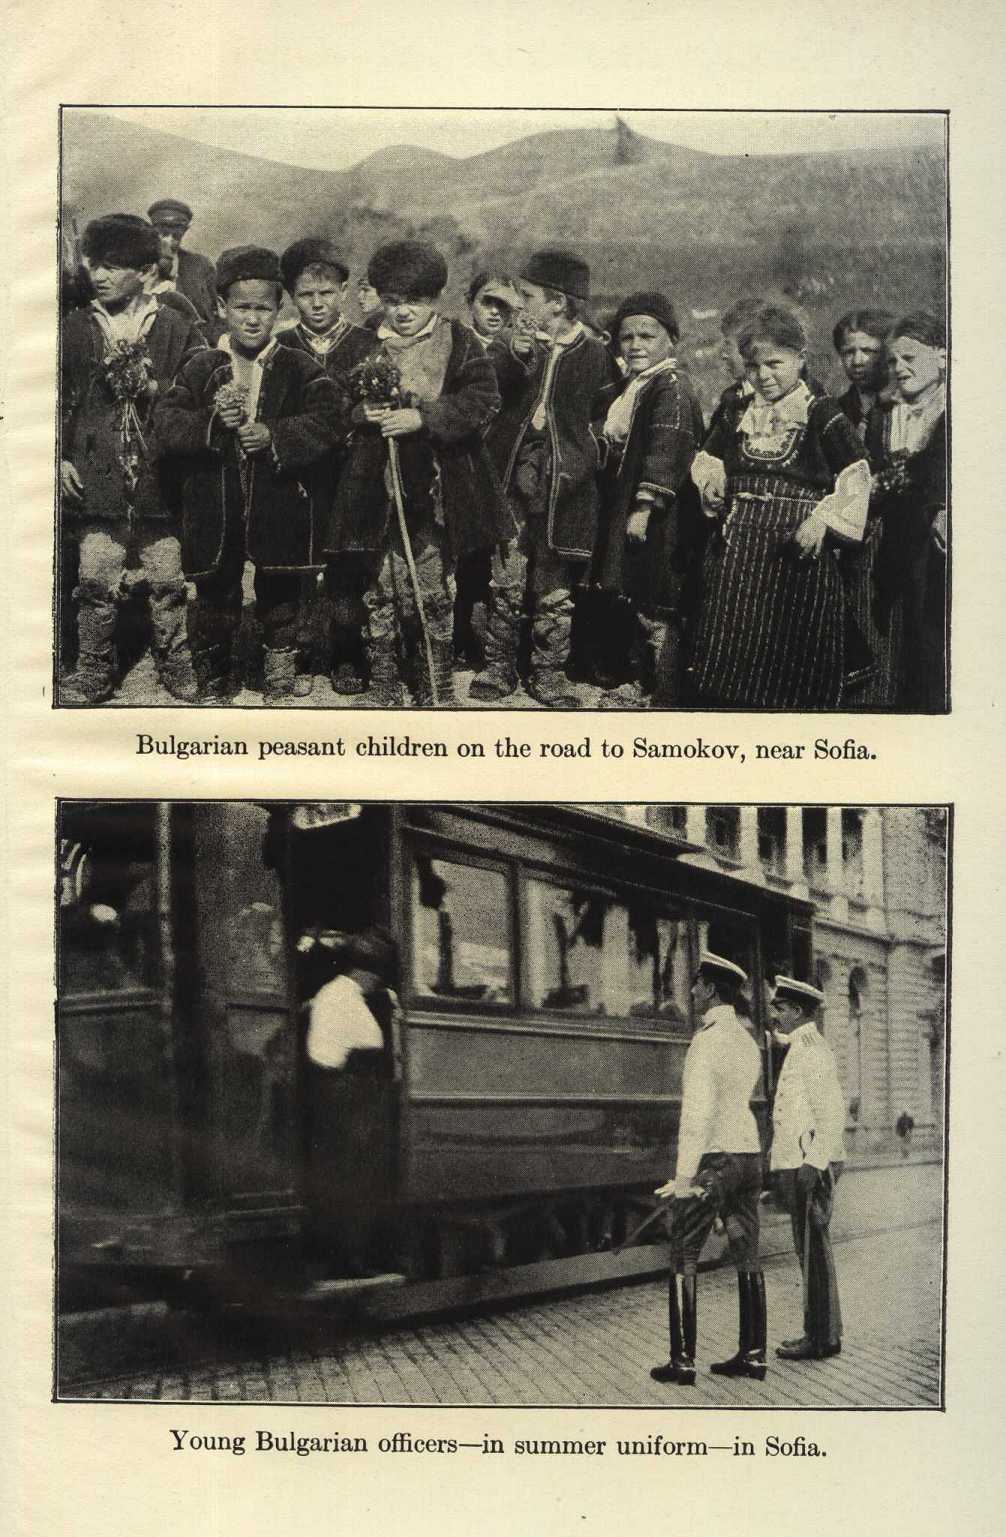 Bulgarian peasant children on the road to Samokov, near Sofia.
Young Bulgarian officers—in summer uniform—in Sofia.